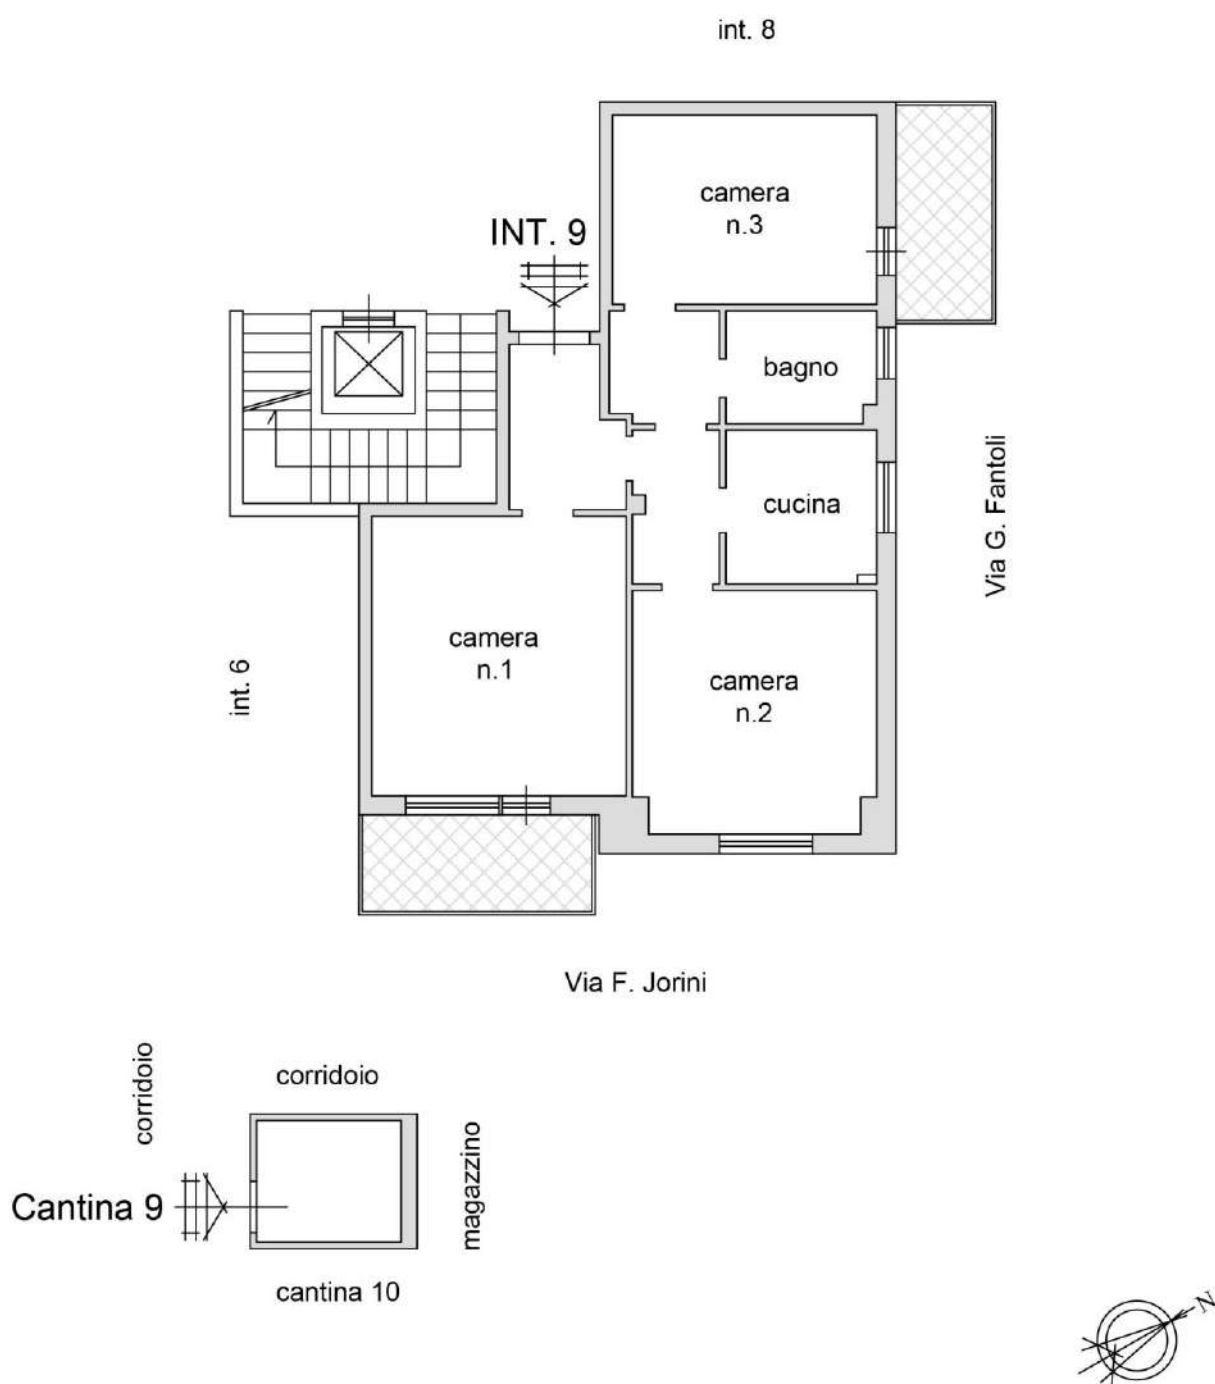 int. 8
camera
n.3
INT. 9
bagno
cucina
Via G. Fantoli
camera
n.1
camera
n.2
int. 6
Via F. Jorini
corridoio
corridoio
magazzino
Cantina 9
cantina 10
N